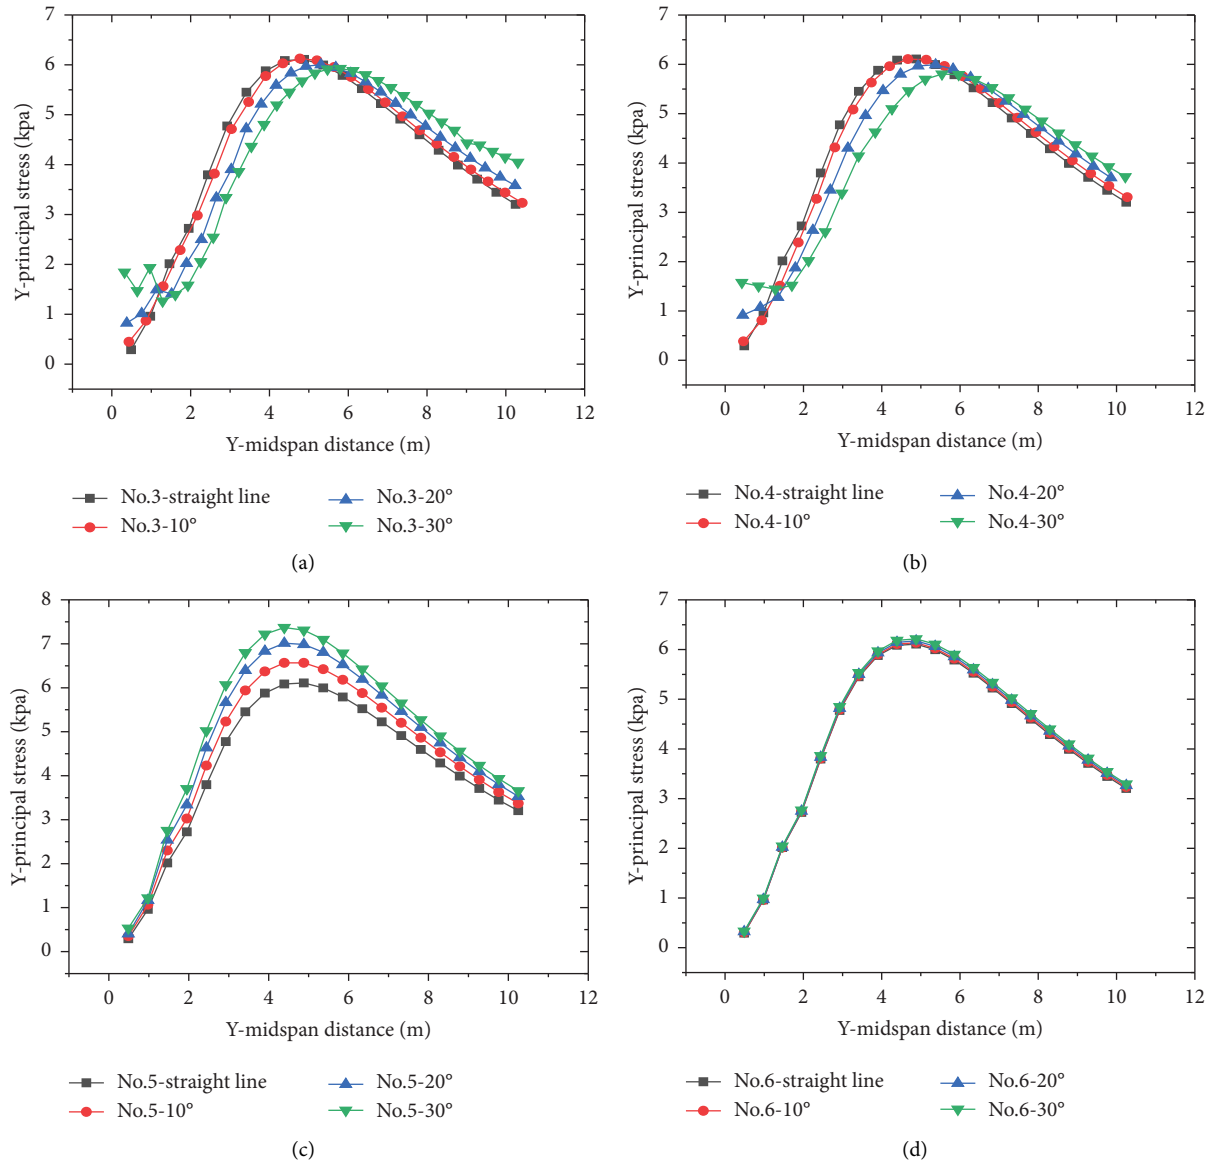 7
6
5
4
3
2
1
0
Y-principal stress (kpa)
0 2 4 6 8 10 12
Y-midspan distance (m)
No.3-straight line
No.3-10°
No.3-20°
No.3-30°
(a)
7
6
5
4
3
2
1
0
Y-principal stress (kpa)
0 2 4 6 8 10 12
Y-midspan distance (m)
No.4-straight line
No.4-10°
No.4-20°
No.4-30°
(b)
8
7
6
5
4
3
2
1
0
Y-principal stress (kpa)
0 2 4 6 8 10 12
Y-midspan distance (m)
No.5-straight line
No.5-10°
No.5-20°
No.5-30°
(c)
7
6
5
4
3
2
1
0
Y-principal stress (kpa)
0 2 4 6 8 10 12
Y-midspan distance (m)
No.6-straight line
No.6-10°
No.6-20°
No.6-30°
(d)